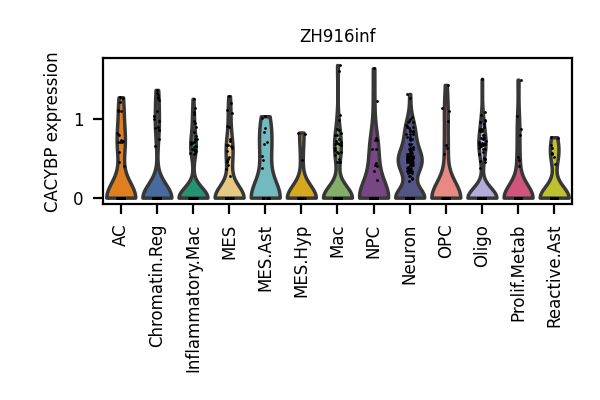 ZH916inf
CACYBP expression
1
0
AC
Chromatin.Reg
Inflammatory.Mac
MES
MES.Ast
MES.Hyp
Mac
NPC
Neuron
OPC
Oligo
Prolif.Metab
Reactive.Ast